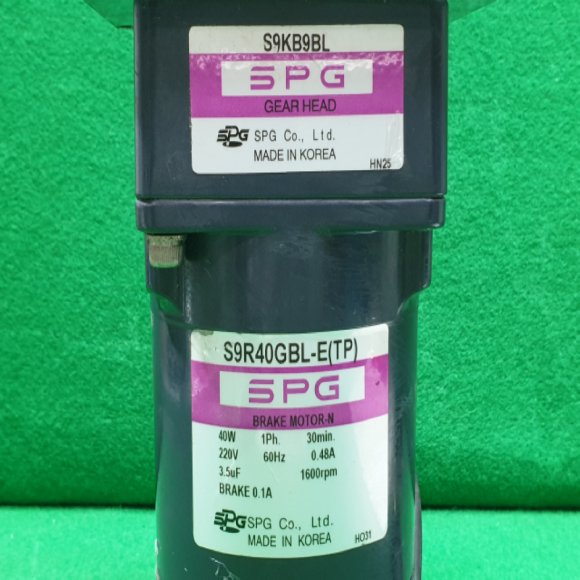 S9KB9BL
SPG
GEAR HEAD
SPG SPG Co., Ltd.
MADE IN KOREA
HN25
S9R40GBL-E(TP)
SPG
BRAKE MOTOR-N
40W 1Ph. 30min.
220V 60Hz 0.48A
3.5uF 1600rpm
BRAKE 0.1A
SPG SPG Co., Ltd.
MADE IN KOREA
HO31